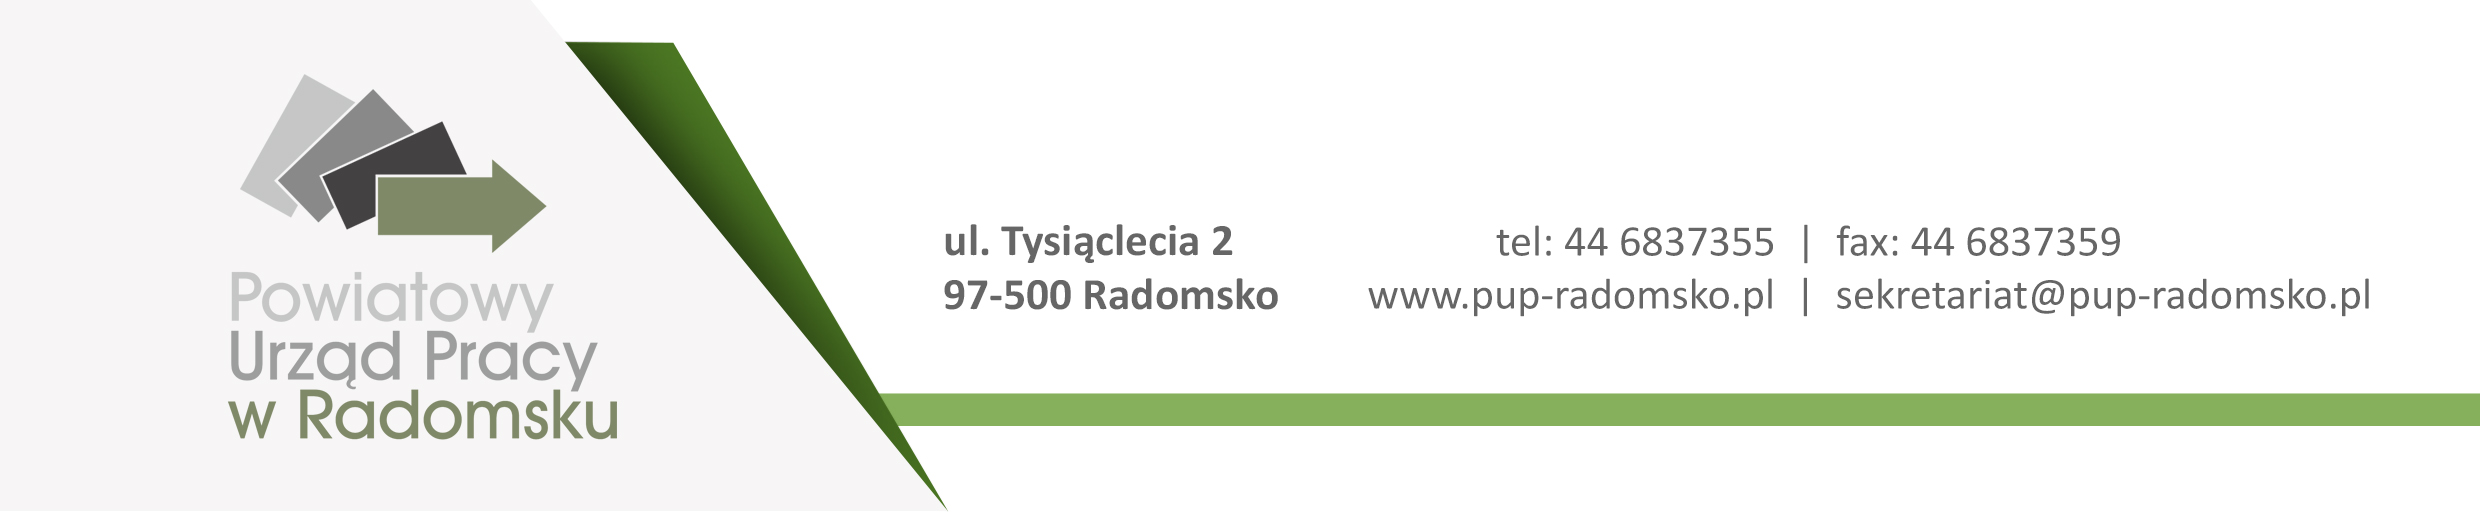 Powiatowy
Urząd Pracy
w Radomsku
ul. Tysiąclecia 2
97-500 Radomsko
tel: 44 6837355 | fax: 44 6837359
www.pup-radomsko.pl | sekretariat@pup-radomsko.pl